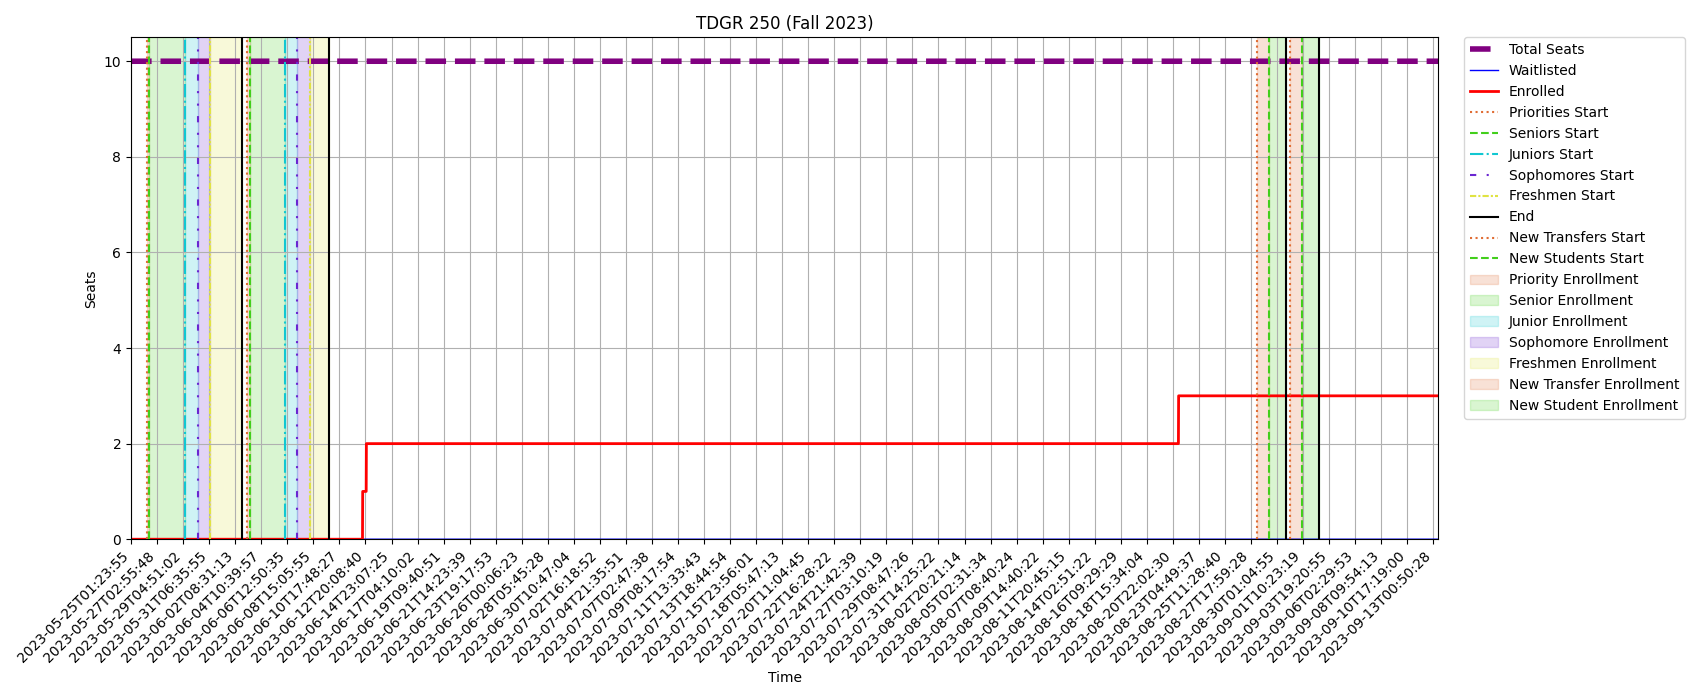 TDGR 250 (Fall 2023)
10
8
6
4
2
0
Seats
2023-05-25T01:23:55
2023-05-27T02:55:48
2023-05-29T04:51:02
2023-05-31T06:35:55
2023-06-02T08:31:13
2023-06-04T10:39:57
2023-06-06T12:50:35
2023-06-08T15:05:55
2023-06-10T17:48:27
2023-06-12T20:08:40
2023-06-14T23:07:25
2023-06-17T04:10:02
2023-06-19T09:40:51
2023-06-21T14:23:39
2023-06-23T19:17:53
2023-06-26T00:06:23
2023-06-28T05:45:28
2023-06-30T10:47:04
2023-07-02T16:18:52
2023-07-04T21:35:51
2023-07-07T02:47:38
2023-07-09T08:17:54
2023-07-11T13:33:43
2023-07-13T18:44:54
2023-07-15T23:56:01
2023-07-18T05:47:13
2023-07-20T11:04:45
2023-07-22T16:28:22
2023-07-24T21:42:39
2023-07-27T03:10:19
2023-07-29T08:47:26
2023-07-31T14:25:22
2023-08-02T20:21:14
2023-08-05T02:31:34
2023-08-07T08:40:24
2023-08-09T14:40:22
2023-08-11T20:45:15
2023-08-14T02:51:22
2023-08-16T09:29:29
2023-08-18T15:34:04
2023-08-20T22:02:30
2023-08-23T04:49:37
2023-08-25T11:28:40
2023-08-27T17:59:28
2023-08-30T01:04:55
2023-09-01T10:23:19
2023-09-03T19:20:55
2023-09-06T02:29:53
2023-09-08T09:54:13
2023-09-10T17:19:00
2023-09-13T00:50:28
Time
Total Seats
Waitlisted
Enrolled
Priorities Start
Seniors Start
Juniors Start
Sophomores Start
Freshmen Start
End
New Transfers Start
New Students Start
Priority Enrollment
Senior Enrollment
Junior Enrollment
Sophomore Enrollment
Freshmen Enrollment
New Transfer Enrollment
New Student Enrollment